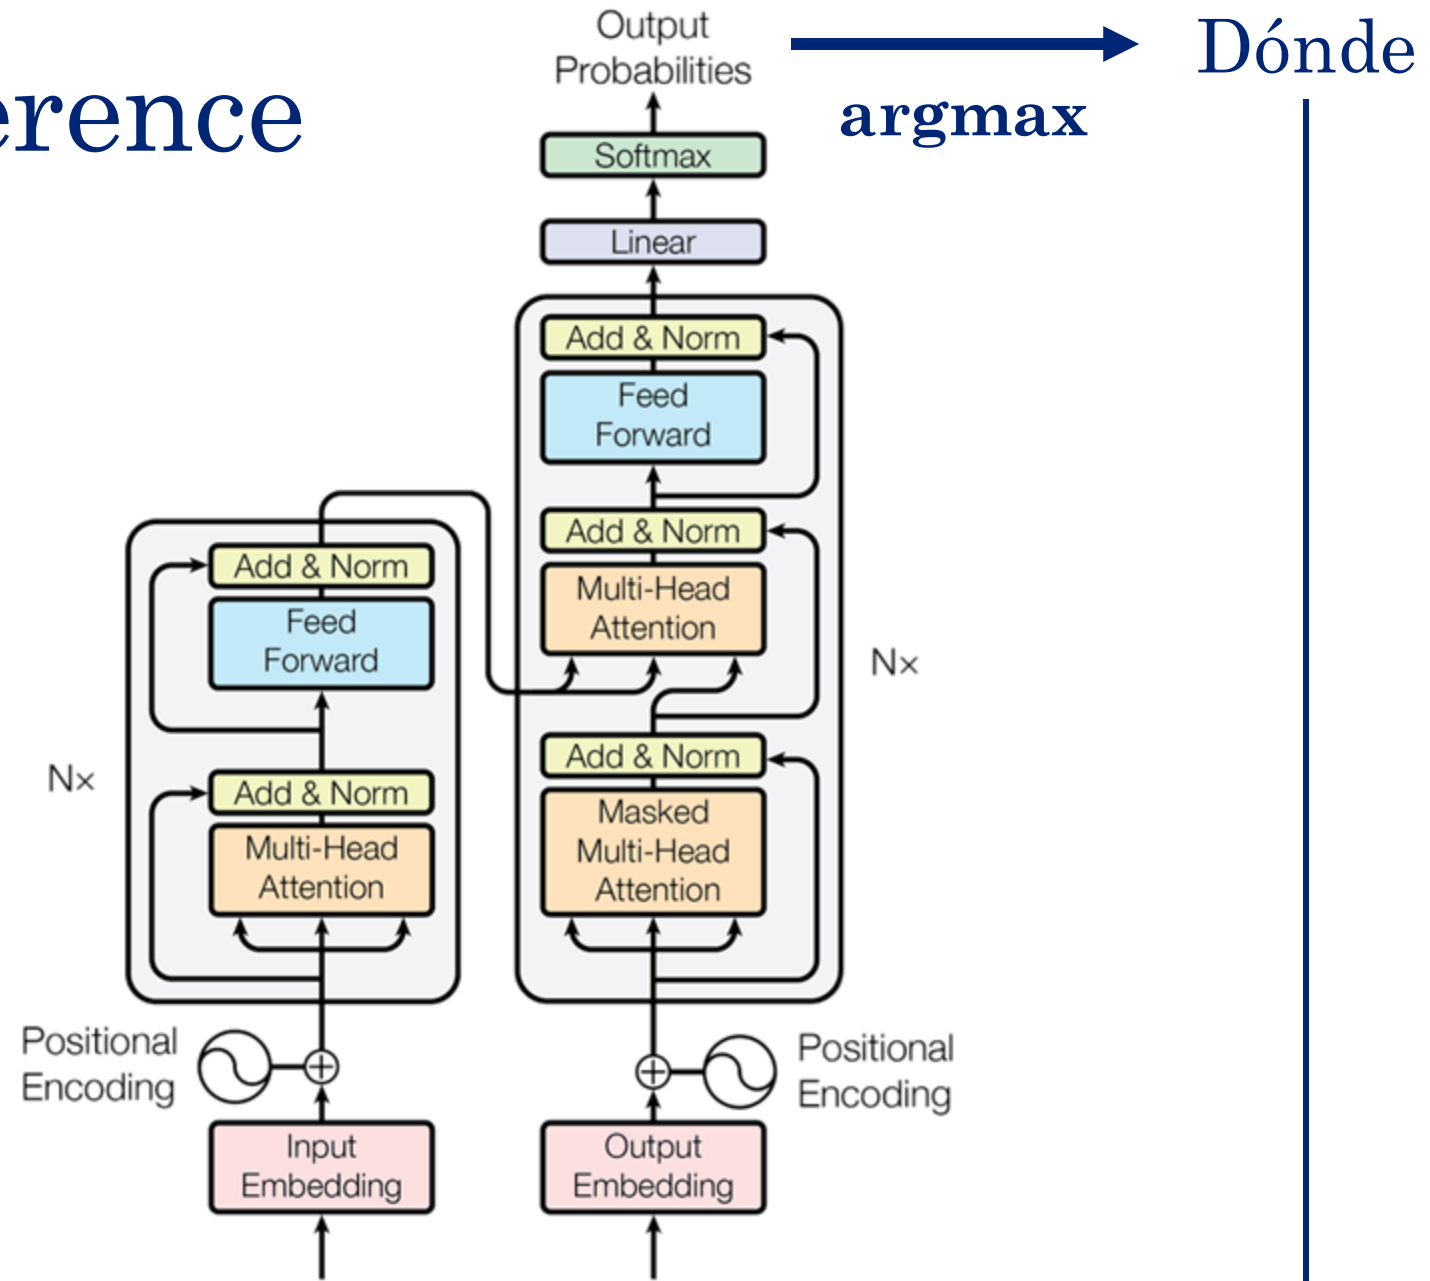 erence
Output
Probabilities
argmax
Dónde
Softmax
Linear
Add & Norm
Feed
Forward
Add & Norm
Multi-Head
Attention
Nx
Add & Norm
Masked
Multi-Head
Attention
Add & Norm
Feed
Forward
Nx
Add & Norm
Multi-Head
Attention
Positional
Encoding
Input
Embedding
Output
Embedding
Positional
Encoding